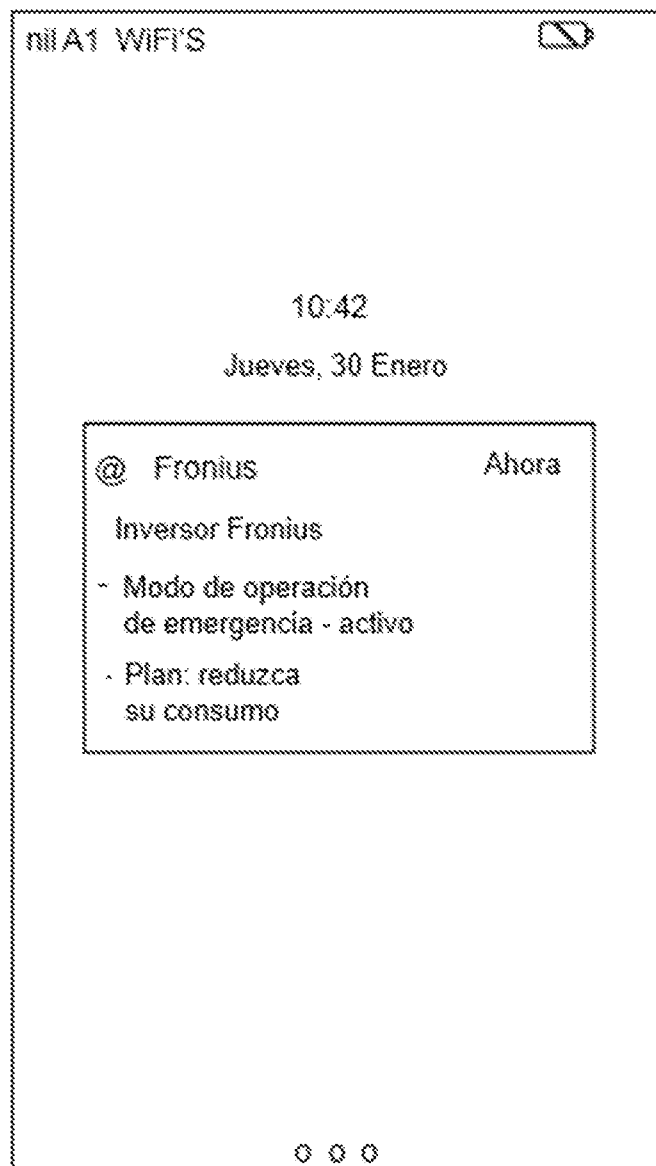 nil A1 WiFi'S
10:42
Jueves, 30 Enero
@ Fronius Ahora
Inversor Fronius
- Modo de operación
de emergencia - activo
- Plan: reduzca
su consumo